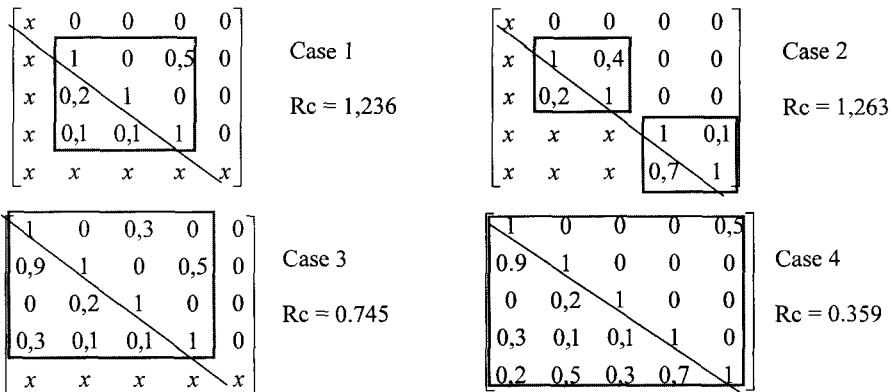 x 0 0 0 0
x 1 0 0,5 0
x 0,2 1 0 0
x 0,1 0,1 1 0
x x x x x
Case 1
Rc = 1,236
x 0 0 0 0
x 1 0,4 0 0
x 0,2 1 0 0
x x x 1 0,1
x x x 0,7 1
Case 2
Rc = 1,263
1 0 0,3 0 0
0,9 1 0 0,5 0
0 0,2 1 0 0
0,3 0,1 0,1 1 0
x x x x x
Case 3
Rc = 0.745
1 0 0 0 0,5
0.9 1 0 0 0
0 0,2 1 0 0
0,3 0,1 0,1 1 0
0,2 0,5 0,3 0,7 1
Case 4
Rc = 0.359